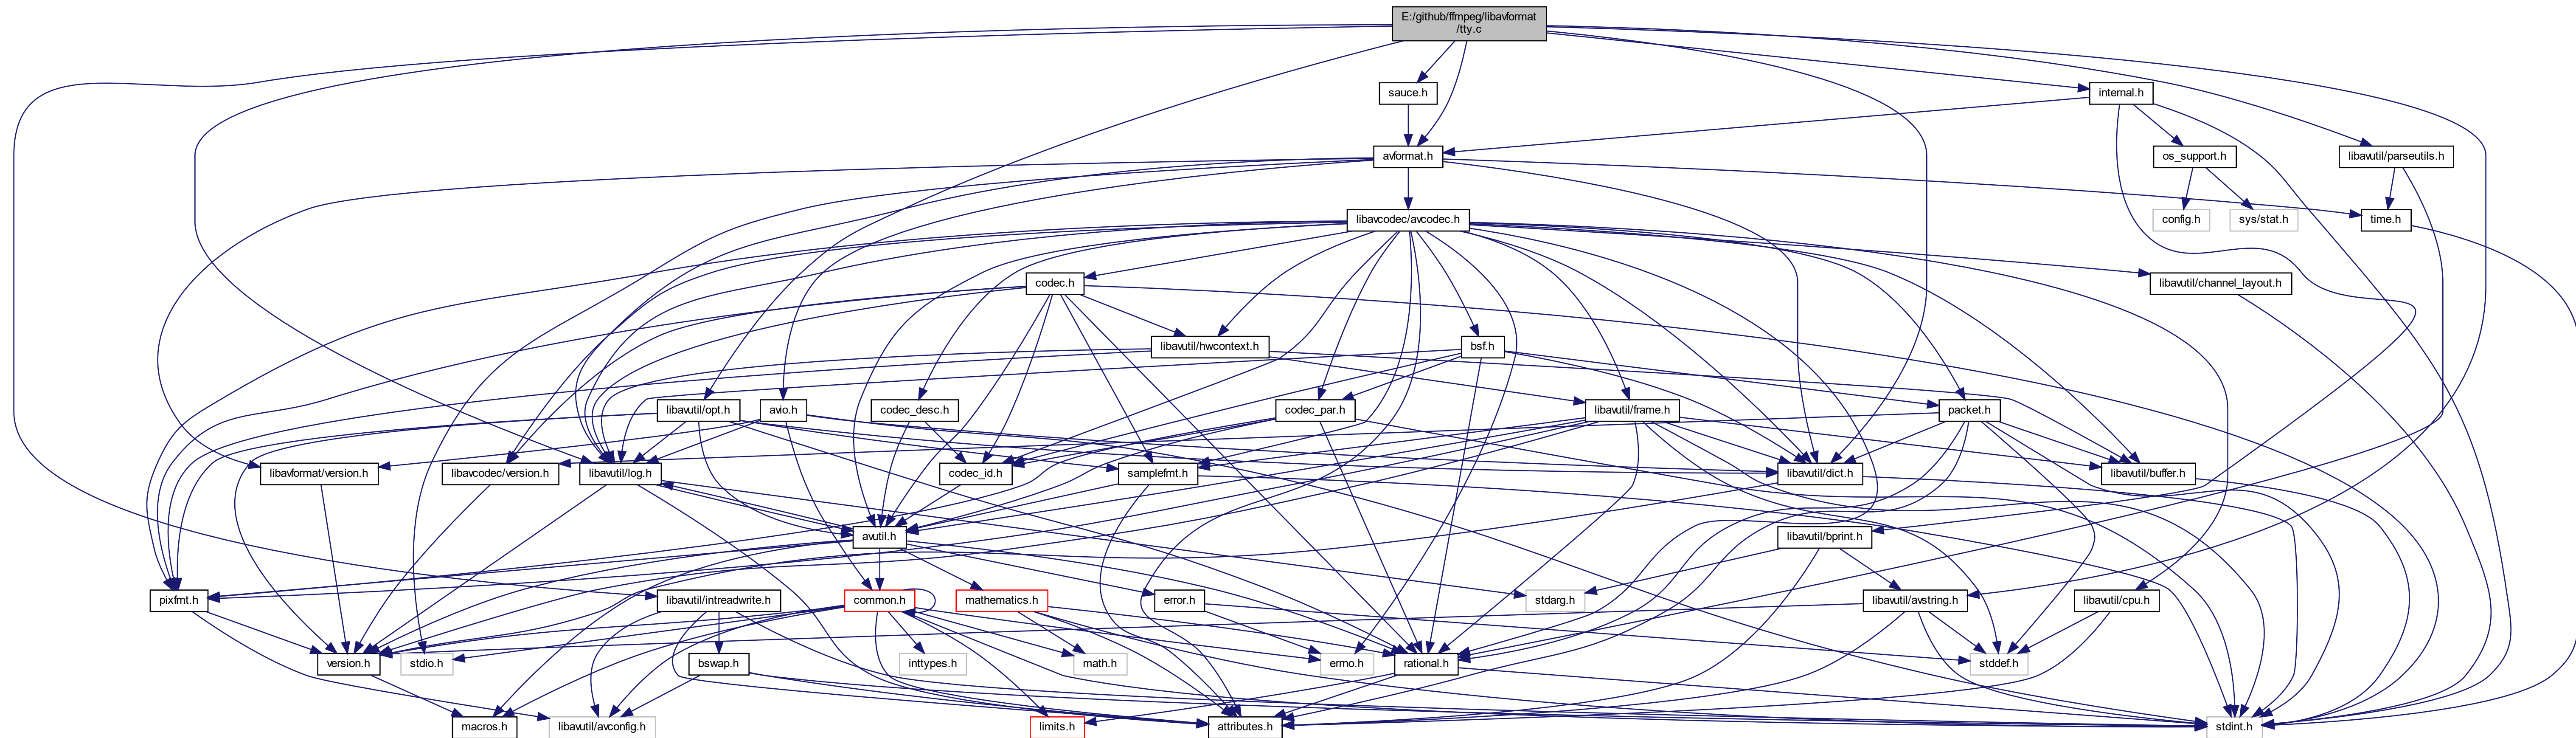 E:/github/ffmpeg/libavformat
/tty.c
sauce.h
internal.h
avformat.h
os_support.h
libavutil/parseutils.h
libavcodec/avcodec.h
config.h
sys/stat.h
time.h
codec.h
libavutil/channel_layout.h
libavutil/hwcontext.h
bsf.h
libavutil/opt.h
avio.h
codec_desc.h
codec_par.h
libavutil/frame.h
packet.h
libavformat/version.h
libavcodec/version.h
libavutil/log.h
codec_id.h
samplefmt.h
libavutil/dict.h
libavutil/buffer.h
avutil.h
libavutil/bprint.h
pixfmt.h
libavutil/intreadwrite.h
common.h
mathematics.h
error.h
stdarg.h
libavutil/avstring.h
libavutil/cpu.h
version.h
stdio.h
bswap.h
inttypes.h
math.h
errno.h
rational.h
stddef.h
macros.h
libavutil/avconfig.h
limits.h
attributes.h
stdint.h